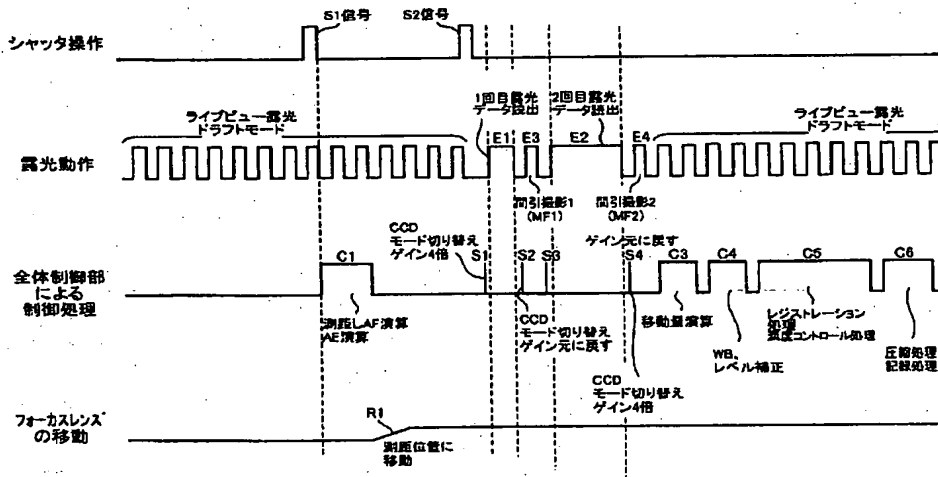 S1信号
S2信号
シャッタ操作
1回目露光
データ読出
2回目露光
データ読出
ライブビュー露光
ドラフトモード
ライブビュー露光
ドラフトモード
E1
E3
E2
E4
露光動作
間引撮影1
(MF1)
間引撮影2
(MF2)
CCD
モード切り替え
ゲイン4倍
ゲイン元に戻す
全体制御部
による
制御処理
C1
S1
S2
S3
S4
C3
C4
C5
C6
測距しAF演算
AE演算
CCD
モード切り替え
ゲイン元に戻す
移動量演算
レジストレーション
処理
濃度コントロール処理
WB、
レベル補正
圧縮処理
記録処理
CCD
モード切り替え
ゲイン4倍
フォーカスレンズ
の移動
R1
測距位置に
移動